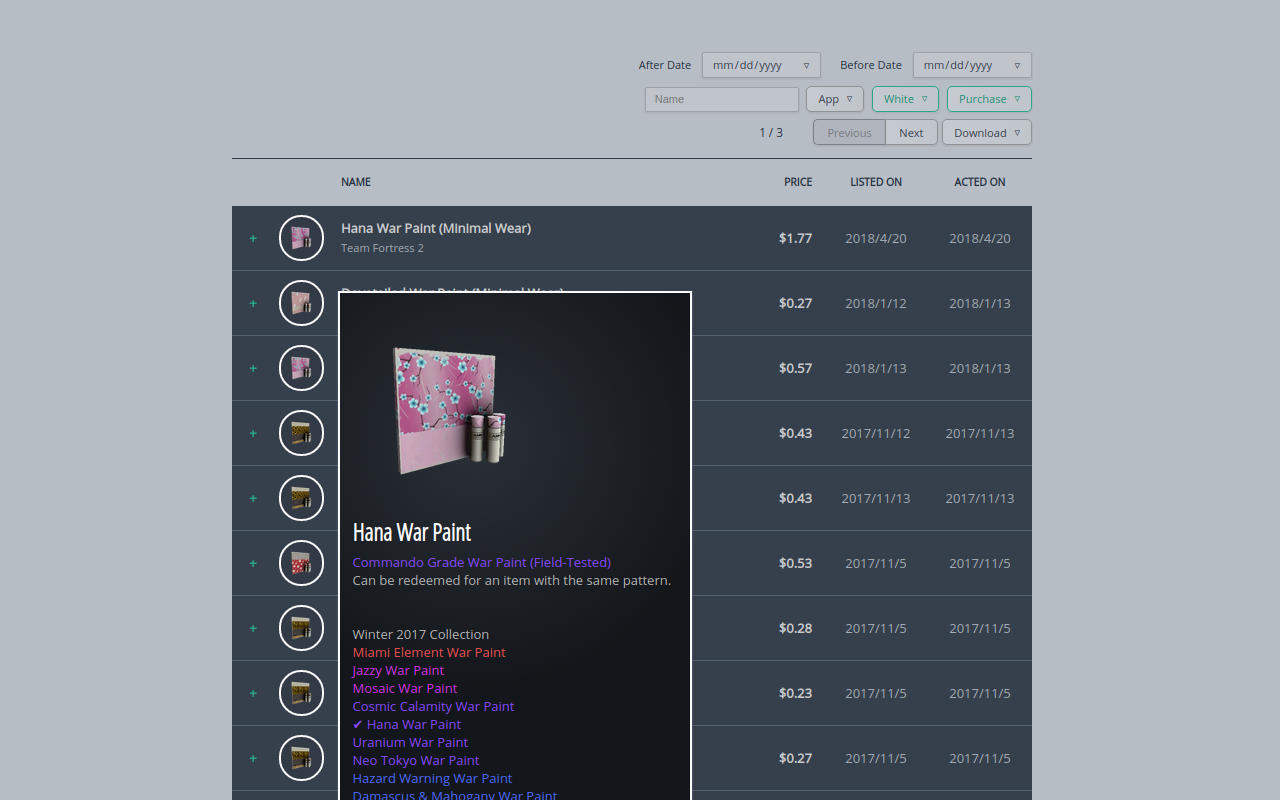 After Date mm/dd/yyyy Before Date mm/dd/yyyy
Name App White Purchase
1 / 3 Previous Next Download
NAME PRICE LISTED ON ACTED ON
+ Hana War Paint (Minimal Wear) $1.77 2018/4/20 2018/4/20
Team Fortress 2
+ $0.27 2018/1/12 2018/1/13
+ $0.57 2018/1/13 2018/1/13
+ $0.43 2017/11/12 2017/11/13
+ $0.43 2017/11/13 2017/11/13
+ $0.53 2017/11/5 2017/11/5
+ $0.28 2017/11/5 2017/11/5
+ $0.23 2017/11/5 2017/11/5
+ $0.27 2017/11/5 2017/11/5
Hana War Paint
Commando Grade War Paint (Field-Tested)
Can be redeemed for an item with the same pattern.
Winter 2017 Collection
Miami Element War Paint
Jazzy War Paint
Mosaic War Paint
Cosmic Calamity War Paint
✔ Hana War Paint
Uranium War Paint
Neo Tokyo War Paint
Hazard Warning War Paint
Damascus & Mahogany War Paint